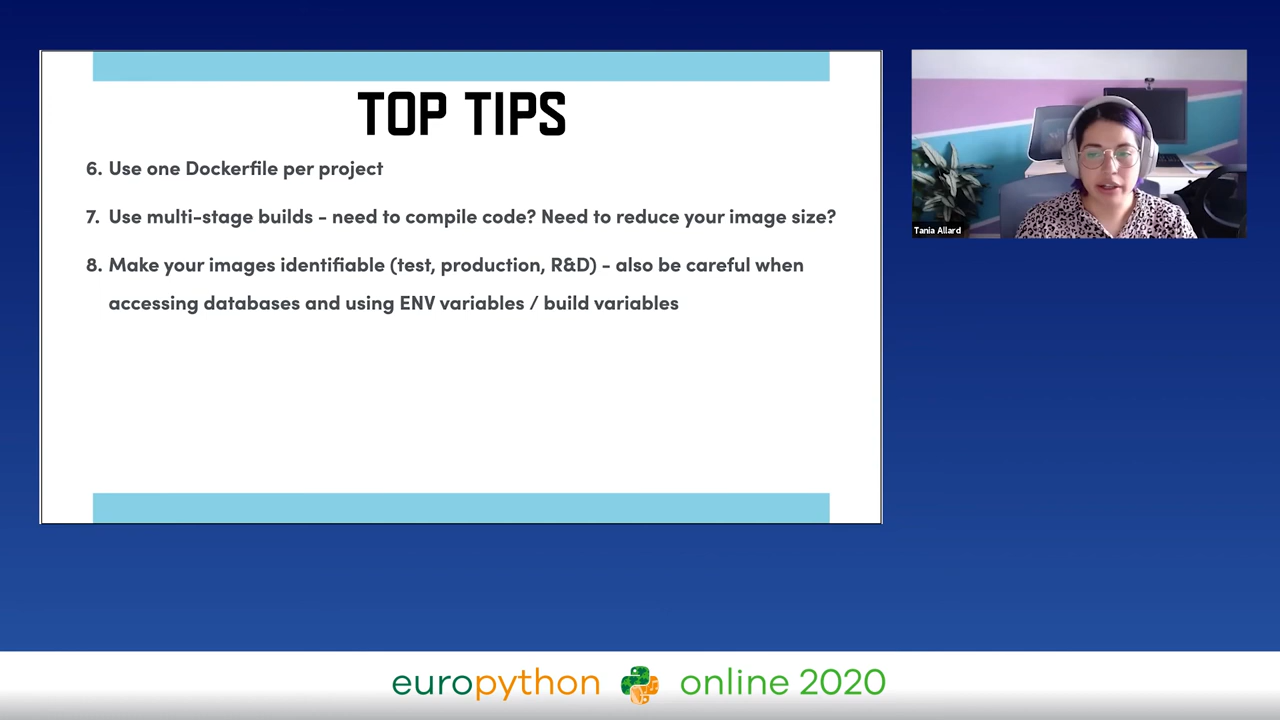 TOP TIPS
6. Use one Dockerfile per project
7. Use multi-stage builds - need to compile code? Need to reduce your image size?
8. Make your images identifiable (test, production, R&D) - also be careful when
accessing databases and using ENV variables / build variables
Tania Allard
europython online 2020